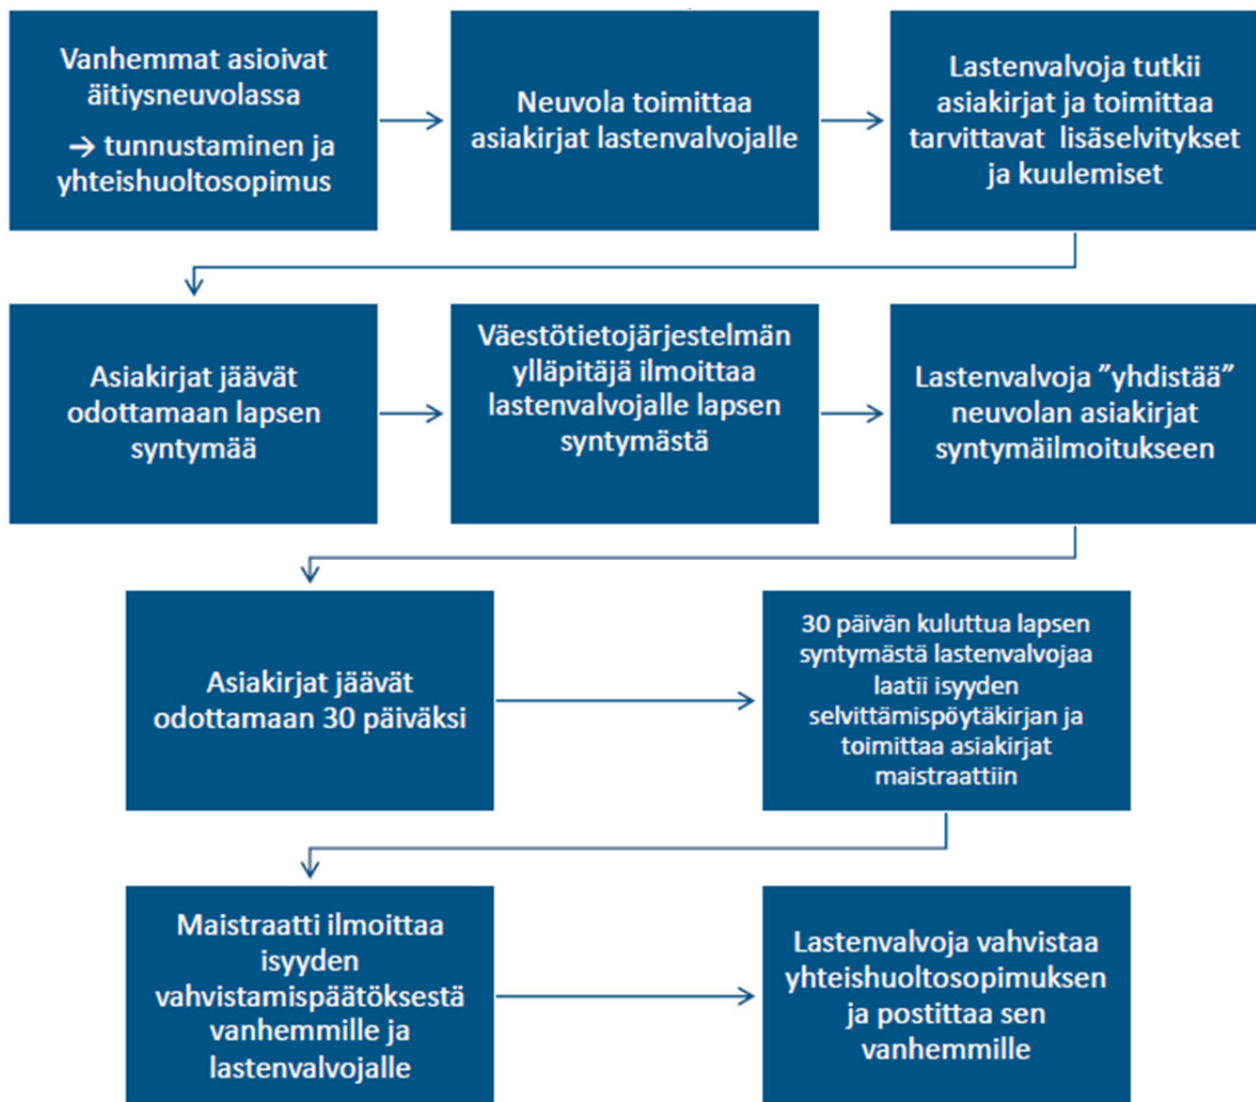 Vanhemmat asioivat
äitiysneuvolassa
→ tunnustaminen ja
yhteishuoltosopimus
Neuvola toimittaa
asiakirjat lastenvalvojalle
Lastenvalvoja tutkii
asiakirjat ja toimittaa
tarvittavat lisäselvitykset
ja kuulemiset
Asiakirjat jäävät
odottamaan lapsen
syntymää
Väestötietojärjestelmän
ylläpitäjä ilmoittaa
lastenvalvojalle lapsen
syntymästä
Lastenvalvoja ”yhdistää”
neuvolan asiakirjat
syntymäilmoitukseen
Asiakirjat jäävät
odottamaan 30 päiväksi
30 päivän kuluttua lapsen
syntymästä lastenvalvojaa
laatii isyyden
selvittämispöytäkirjan ja
toimittaa asiakirjat
maistraattiin
Maistraatti ilmoittaa
isyyden
vahvistamispäätöksestä
vanhemmille ja
lastenvalvojalle
Lastenvalvoja vahvistaa
yhteishuoltosopimuksen
ja postittaa sen
vanhemmille